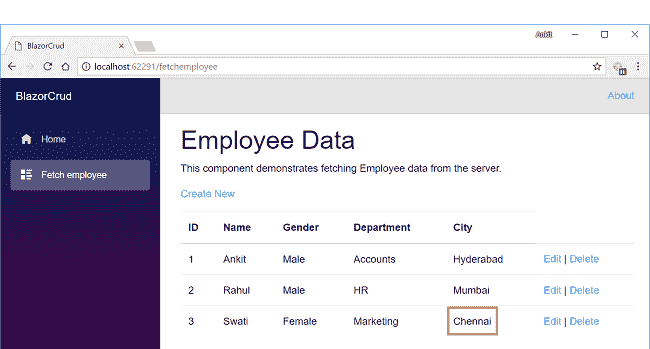 Ankit
BlazorCrud
localhost:62291/fetchemployee
BlazorCrud
About
Home
Fetch employee
Employee Data
This component demonstrates fetching Employee data from the server.
Create New
ID Name Gender Department City
1 Ankit Male Accounts Hyderabad Edit | Delete
2 Rahul Male HR Mumbai Edit | Delete
3 Swati Female Marketing Chennai Edit | Delete